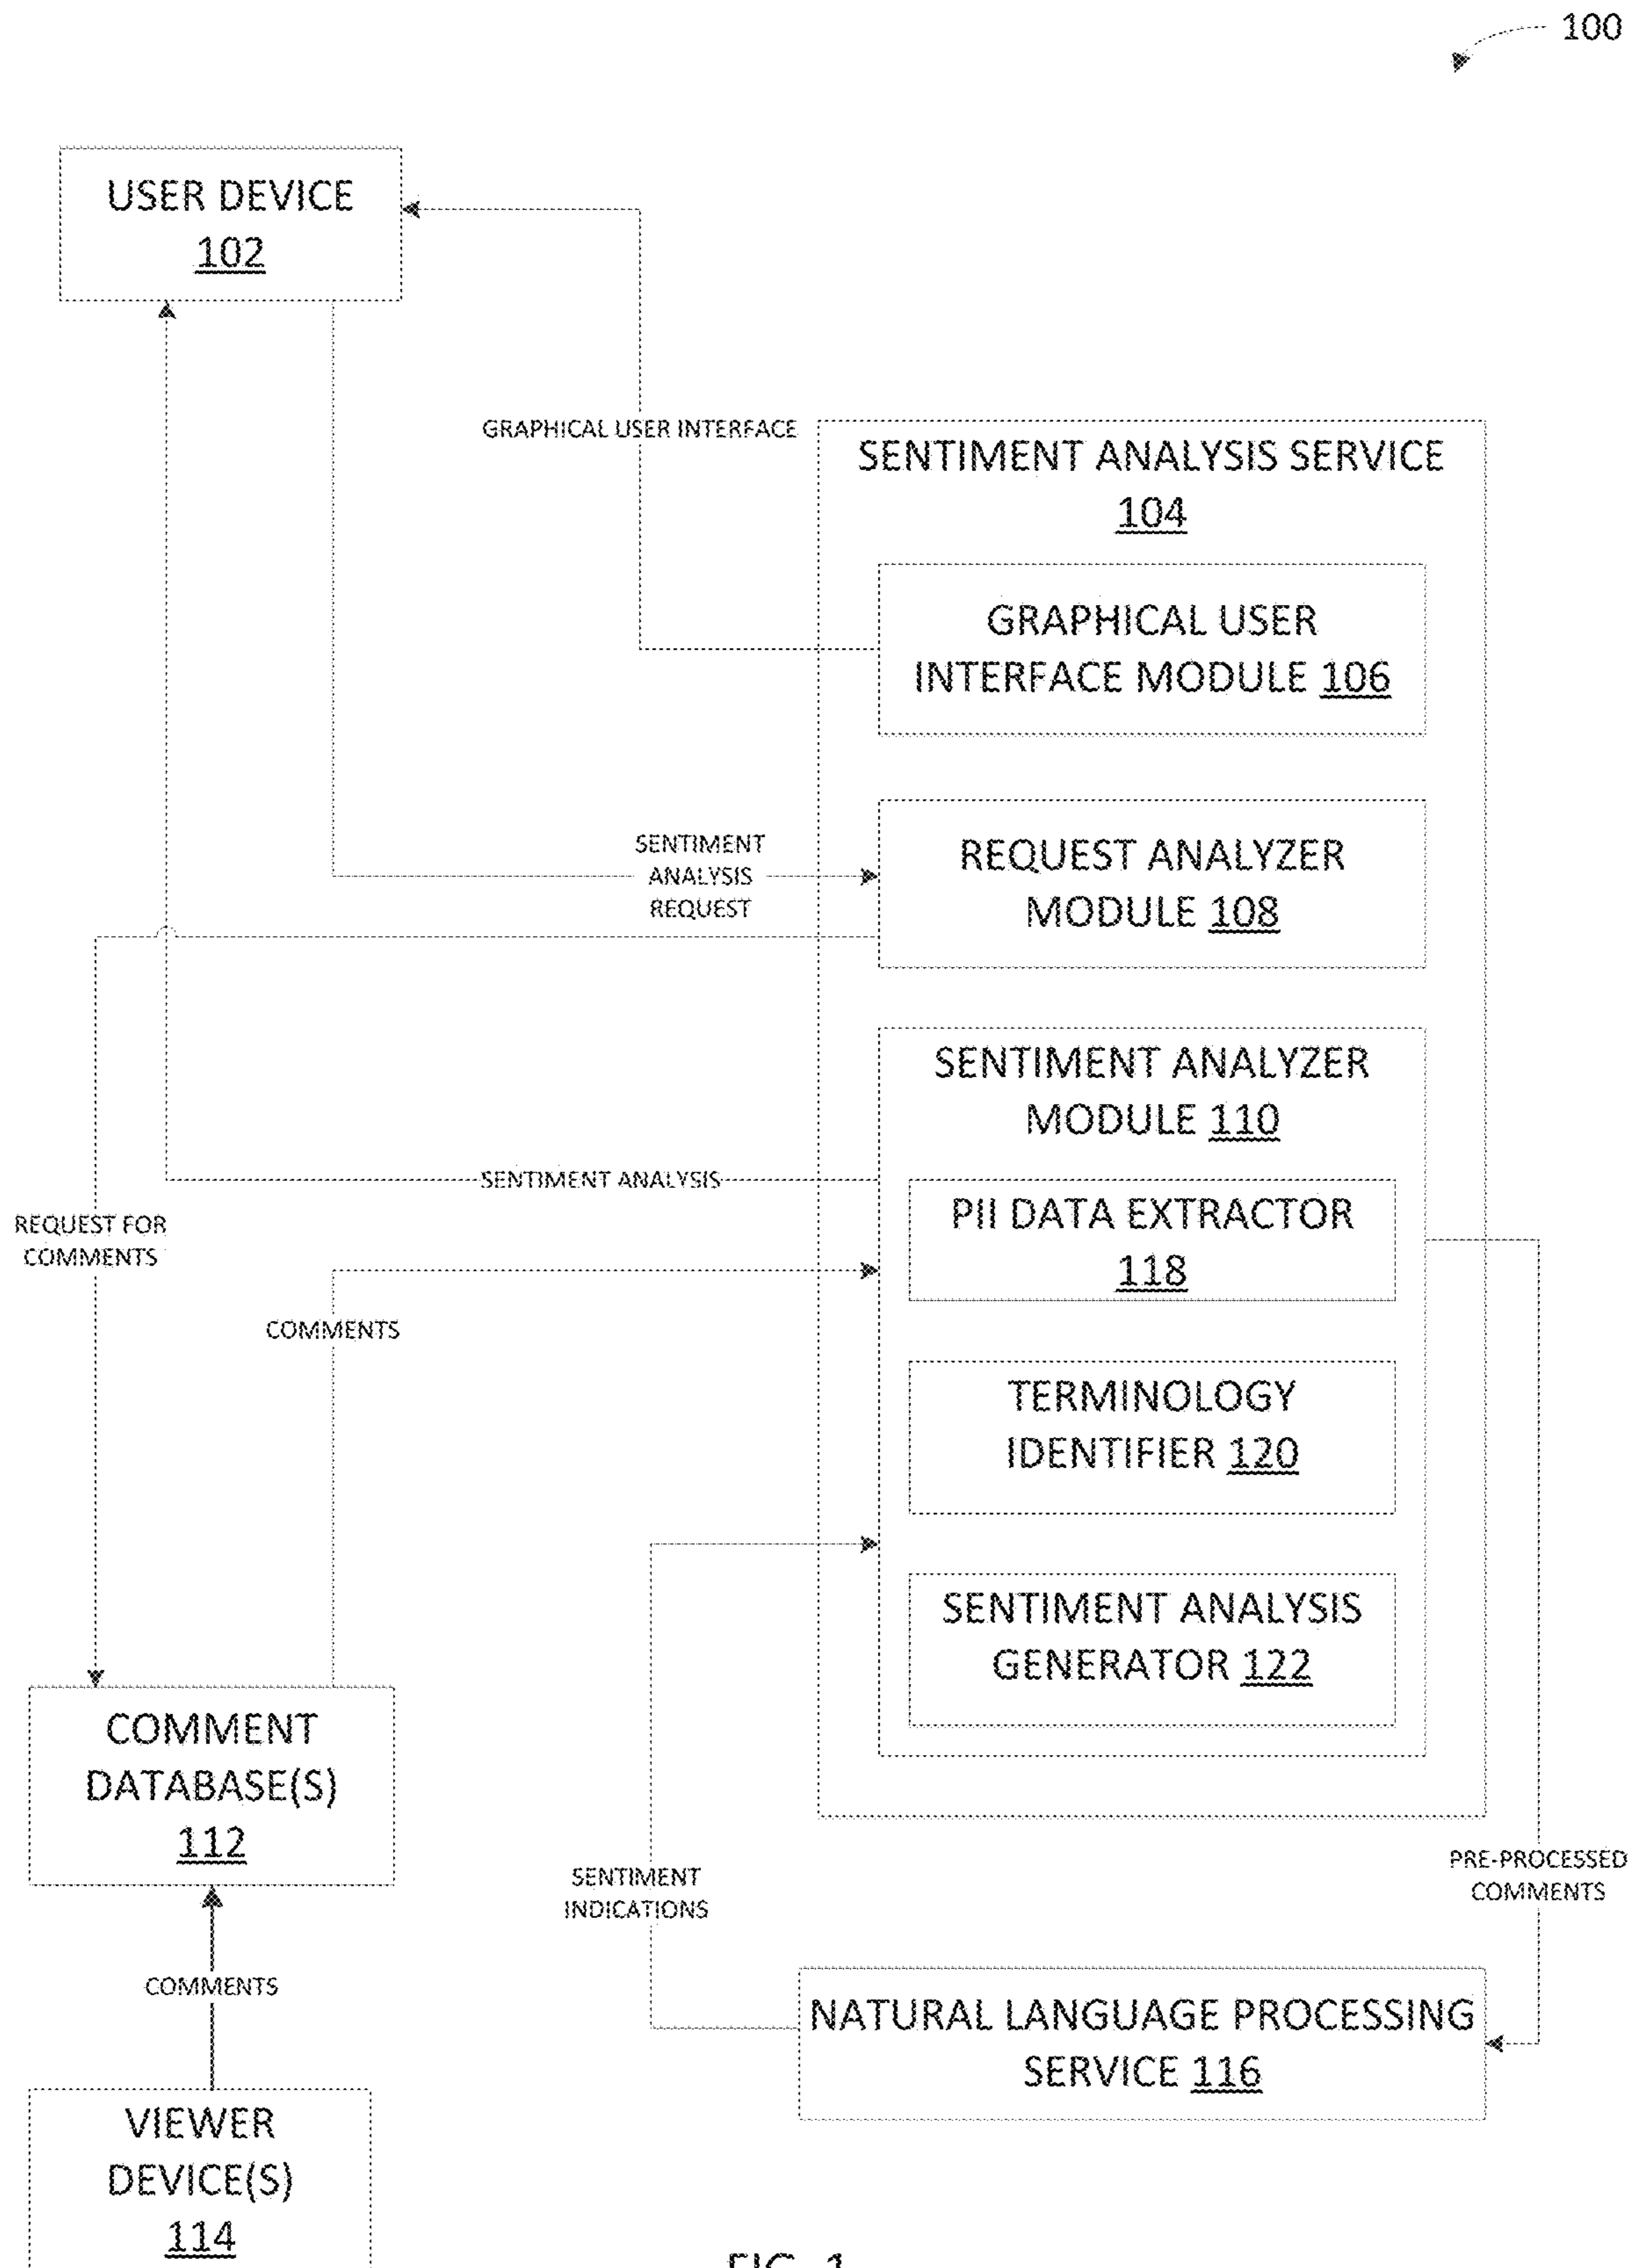 100
USER DEVICE
102
GRAPHICAL USER INTERFACE
SENTIMENT ANALYSIS SERVICE
104
GRAPHICAL USER
INTERFACE MODULE 106
SENTIMENT
ANALYSIS
REQUEST
REQUEST ANALYZER
MODULE 108
SENTIMENT ANALYZER
MODULE 110
SENTIMENT ANALYSIS
PII DATA EXTRACTOR
118
REQUEST FOR
COMMENTS
COMMENTS
TERMINOLOGY
IDENTIFIER 120
SENTIMENT ANALYSIS
GENERATOR 122
COMMENT
DATABASE(S)
112
SENTIMENT
INDICATIONS
PRE-PROCESSED
COMMENTS
COMMENTS
NATURAL LANGUAGE PROCESSING
SERVICE 116
VIEWER
DEVICE(S)
114
FIG. 1